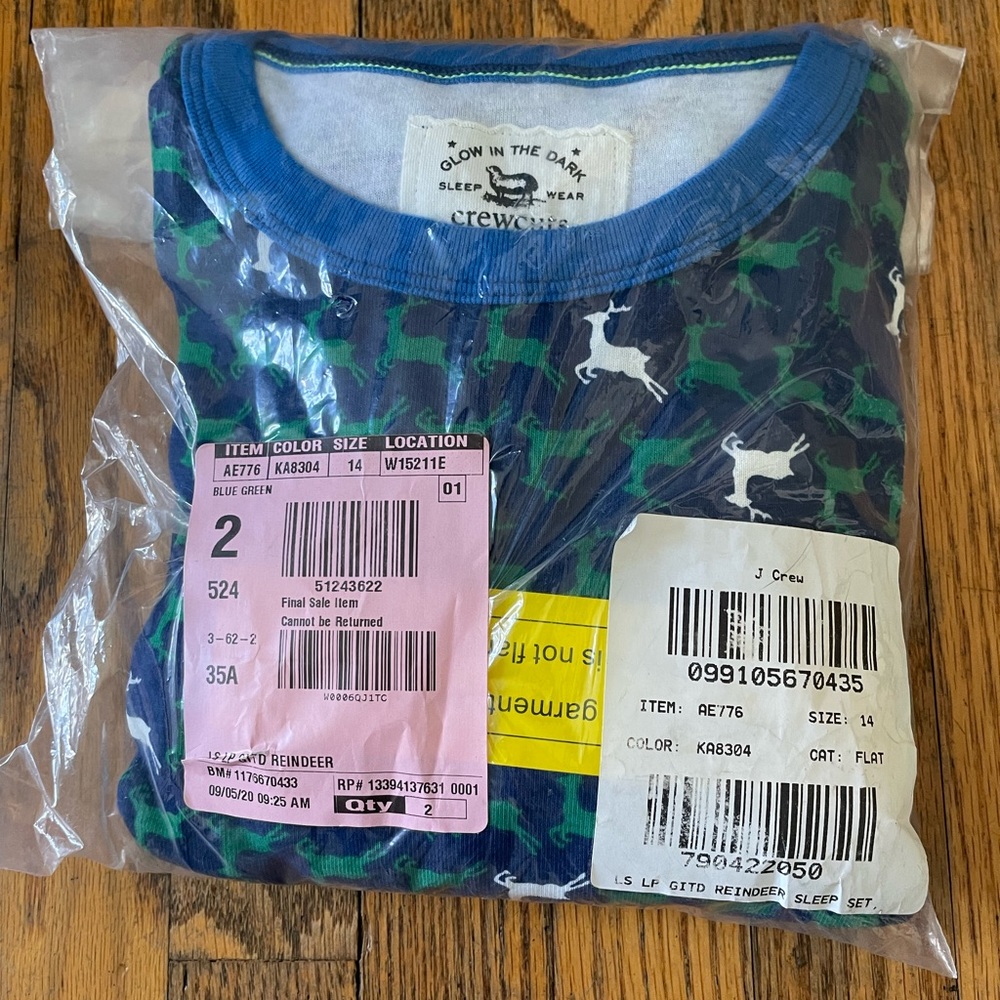 GLOW IN THE DARK
SLEEP WEAR
crewcuts
ITEM COLOR SIZE LOCATION
AE776 KA8304 14 W15211E
BLUE GREEN 01
2
51243622
524
Final Sale Item
Cannot be Returned
3-62-2
35A
W0006QJ1TC
LS LP GITD REINDEER
BM# 1176670433 RP# 13394137631 0001
09/05/20 09:25 AM Qty 2
is not fla
garment
J Crew
099105670435
ITEM: AE776 SIZE: 14
COLOR: KA8304 CAT: FLAT
790422050
LS LP GITD REINDEER SLEEP SET,